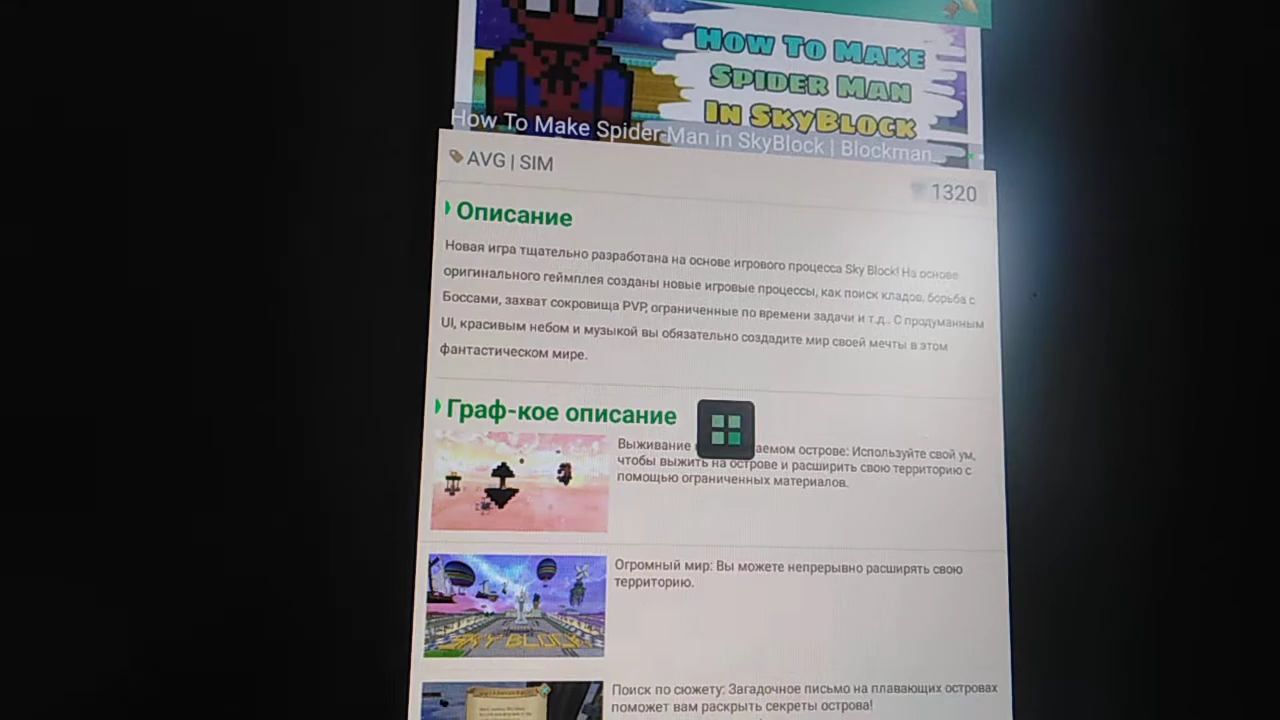 How To Make
Spider Man
In SkyBlock
How To Make Spider-Man in SkyBlock | Blockman...
AVG | SIM
1320
Описание
Новая игра тщательно разработана на основе игрового процесса Sky Block! На основе
оригинального геймплея созданы новые игровые процессы, как поиск кладов, борьба с
Боссами, захват сокровища PVP, ограниченные по времени задачи и т.д.. С продуманным
UI, красивым небом и музыкой вы обязательно создадите мир своей мечты в этом
фантастическом мире.
Граф-кое описание
Выживание острове: Используйте свой ум,
чтобы выжить на острове и расширить свою территорию с
помощью ограниченных материалов.
Огромный мир: Вы можете непрерывно расширять свою
территорию.
SKY BLOCK
Поиск по сюжету: Загадочное письмо на плавающих островах
поможет вам раскрыть секреты острова!